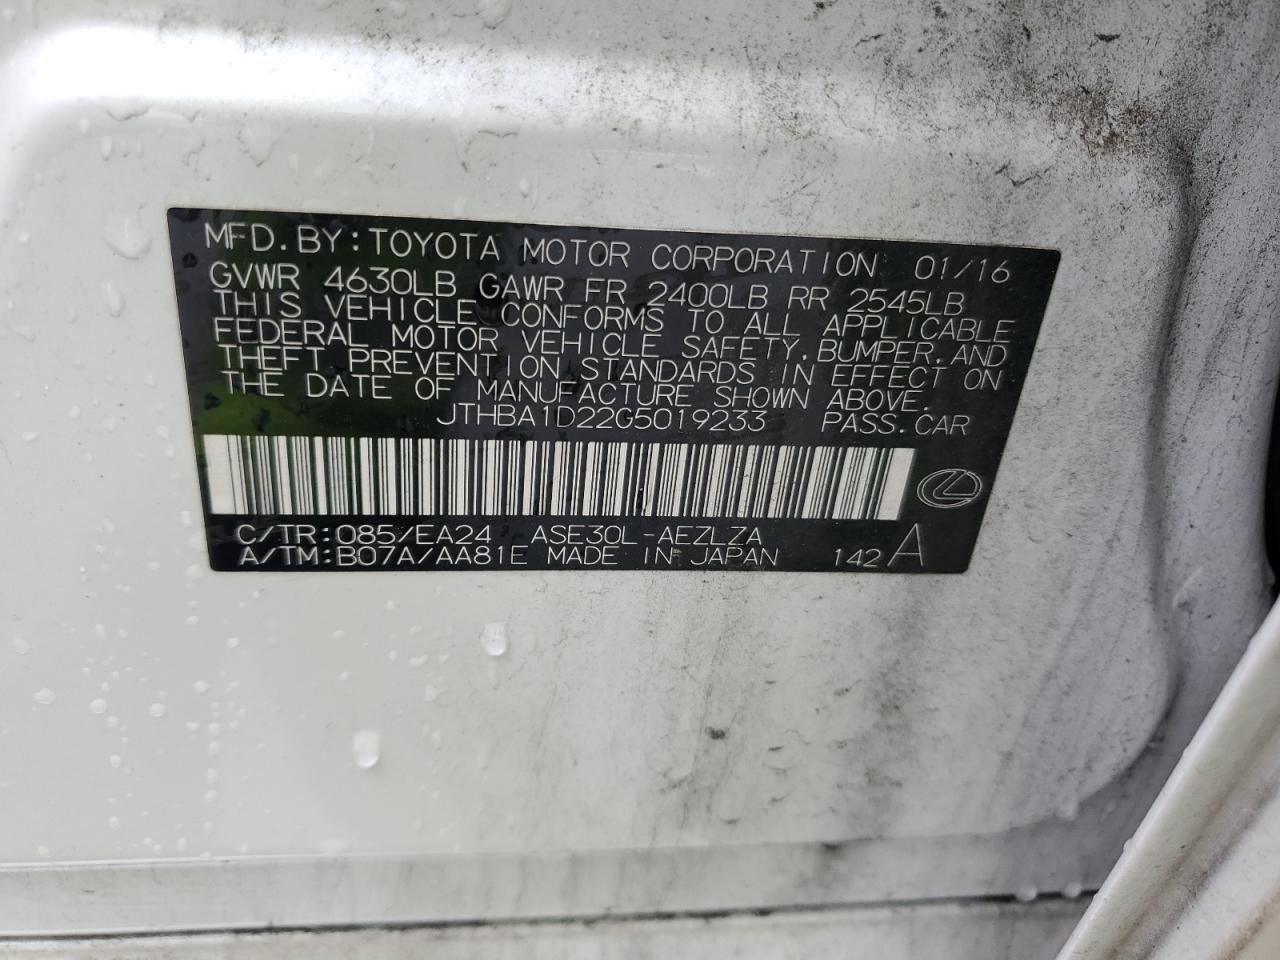 MFD. BY: TOYOTA MOTOR CORPORATION 01/16
GVWR 4630LB GAWR FR 2400LB RR 2545LB
THIS VEHICLE CONFORMS TO ALL APPLICABLE
FEDERAL MOTOR VEHICLE SAFETY, BUMPER, AND
THEFT PREVENTION STANDARDS IN EFFECT ON
THE DATE OF MANUFACTURE SHOWN ABOVE.
JTHBA1D22G5019233 PASS. CAR
C/TR: 085/EA24 ASE30L-AEZLZA
A/TM: B07A/AA81E MADE IN JAPAN 142 A